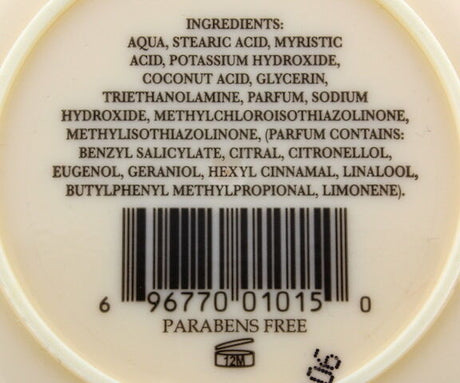 INGREDIENTS:
AQUA, STEARIC ACID, MYRISTIC
ACID, POTASSIUM HYDROXIDE,
COCONUT ACID, GLYCERIN,
TRIETHANOLAMINE, PARFUM, SODIUM
HYDROXIDE, METHYLCHLOROISOTHIAZOLINONE,
METHYLISOTHIAZOLINONE, (PARFUM CONTAINS:
BENZYL SALICYLATE, CITRAL, CITRONELLOL,
EUGENOL, GERANIOL, HEXYL CINNAMAL, LINALOOL,
BUTYLPHENYL METHYLPROPIONAL, LIMONENE).
6 96770 01015 0
PARABENS FREE
12M